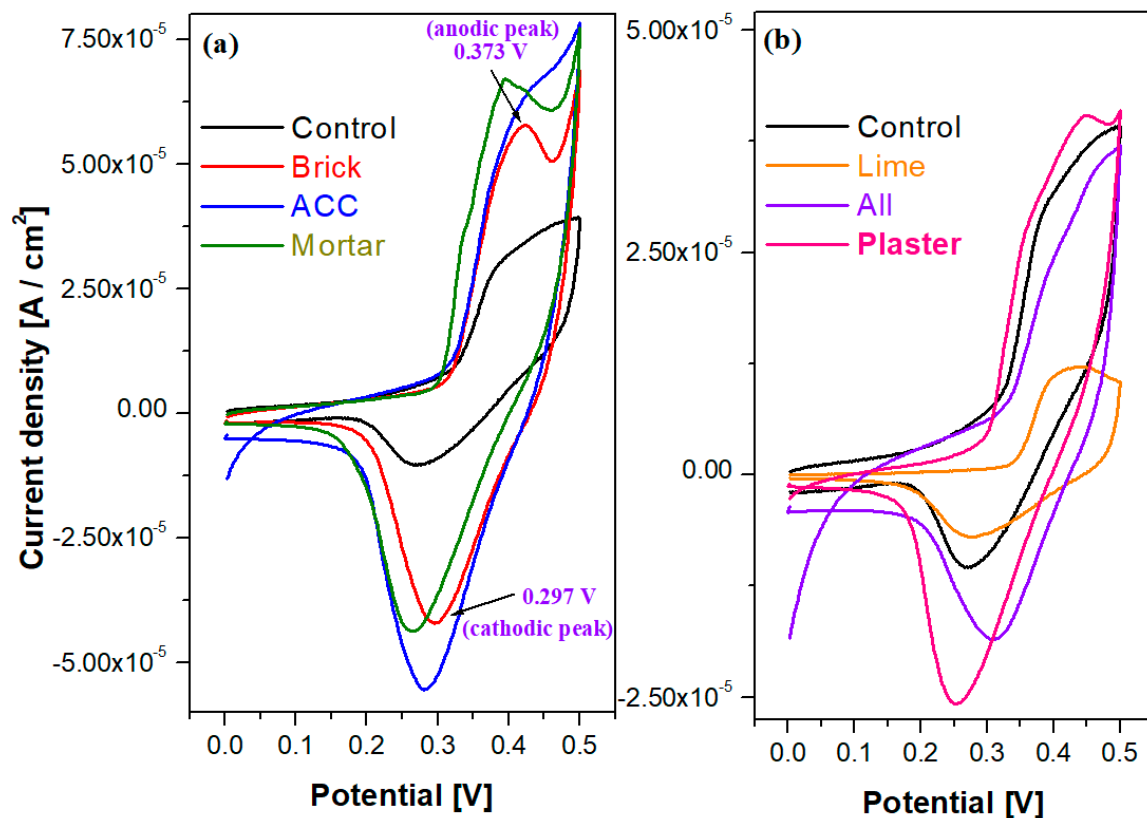 (a)
(anodic peak)
0.373 V
Control
Brick
ACC
Mortar
0.297 V
(cathodic peak)
7.50x10⁻⁵
5.00x10⁻⁵
2.50x10⁻⁵
0.00
-2.50x10⁻⁵
-5.00x10⁻⁵
Current density [A / cm²]
0.0 0.1 0.2 0.3 0.4 0.5
Potential [V]
(b)
Control
Lime
All
Plaster
5.00x10⁻⁵
2.50x10⁻⁵
0.00
-2.50x10⁻⁵
0.0 0.1 0.2 0.3 0.4 0.5
Potential [V]